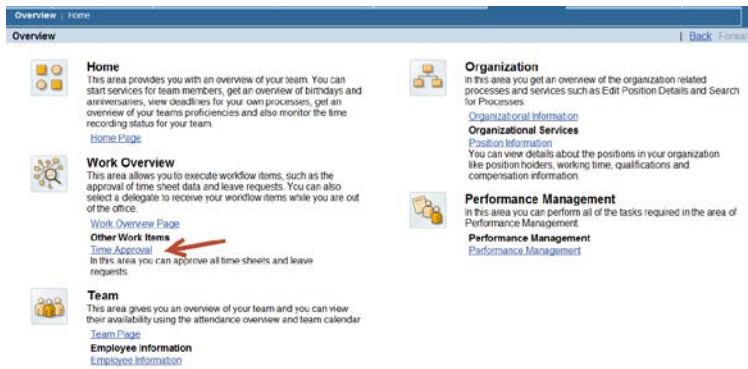 Overview | Home
Overview
| Back Forwar
Home
This area provides you with an overview of your team. You can
start services for team members, get an overview of birthdays and
anniversaries, view deadlines for your own processes, get an
overview of your teams proficiencies and also monitor the time
recording status for your team.
Home Page
Work Overview
This area allows you to execute workflow items, such as the
approval of time sheet data and leave requests. You can also
select a delegate to receive your workflow items while you are out
of the office.
Work Overview Page
Other Work Items
Time Approval
In this area you can approve all time sheets and leave
requests.
Team
This area gives you an overview of your team and you can view
their availability using the attendance overview and team calendar
Team Page
Employee Information
Employee Information
Organization
In this area you get an overview of the organization related
processes and services such as Edit Position Details and Search
for Processes
Organizational Information
Organizational Services
Position Information
You can view details about the positions in your organization
like position holders, working time, qualifications and
compensation information.
Performance Management
In this area you can perform all of the tasks required in the area of
Performance Management
Performance Management
Performance Management